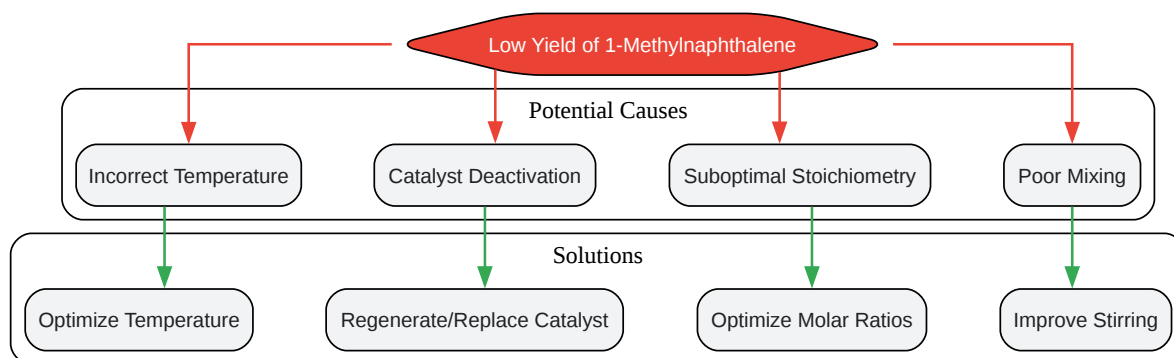 Low Yield of 1-Methylnaphthalene
Potential Causes
Incorrect Temperature
Catalyst Deactivation
Suboptimal Stoichiometry
Poor Mixing
Solutions
Optimize Temperature
Regenerate/Replace Catalyst
Optimize Molar Ratios
Improve Stirring